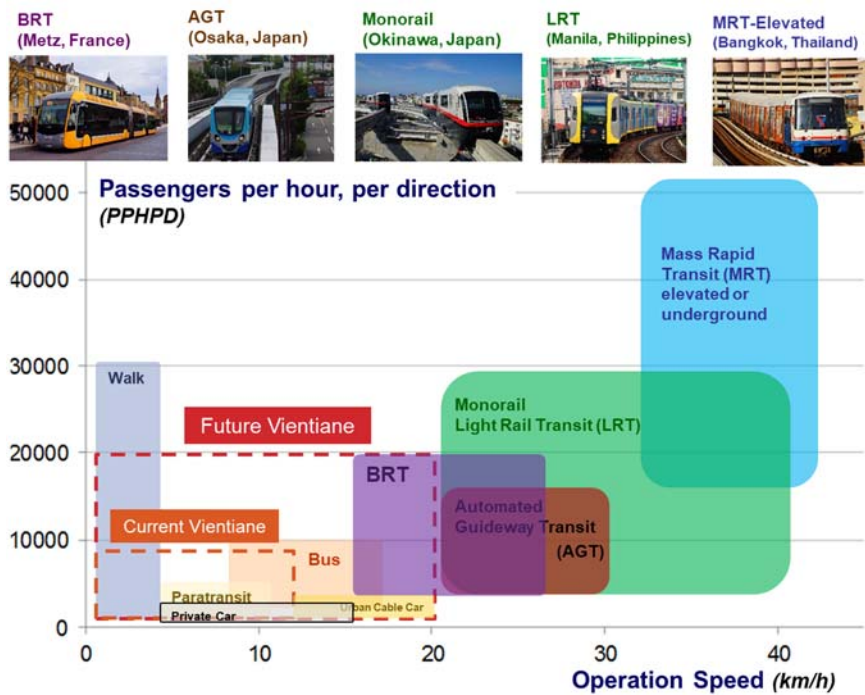 BRT
(Metz, France)
AGT
(Osaka, Japan)
Monorail
(Okinawa, Japan)
LRT
(Manila, Philippines)
MRT-Elevated
(Bangkok, Thailand)
Passengers per hour, per direction
(PPHPD)
50000
40000
30000
20000
10000
0
Mass Rapid
Transit (MRT)
elevated or
underground
Walk
Monorail
Light Rail Transit (LRT)
Future Vientiane
BRT
Automated
Guideway Transit
(AGT)
Current Vientiane
Bus
Paratransit
Urban Cable Car
Private Car
0
10
20
30
40
Operation Speed (km/h)